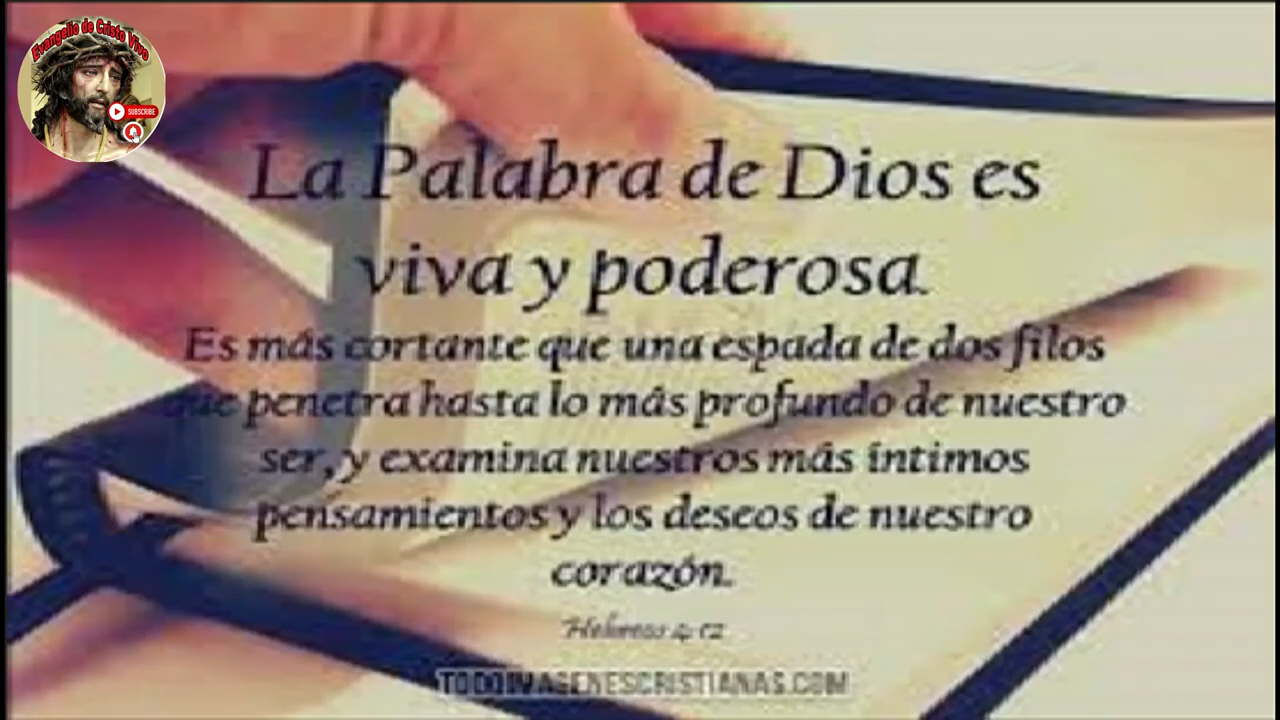 Evangelio de Cristo Vivo
SUBSCRIBE
La Palabra de Dios es
viva y poderosa.
Es más cortante que una espada de dos filos
que penetra hasta lo más profundo de nuestro
ser, y examina nuestros más íntimos
pensamientos y los deseos de nuestro
corazón.
Hebreos 4:12
TODOIMAGENESCRISTIANAS.COM